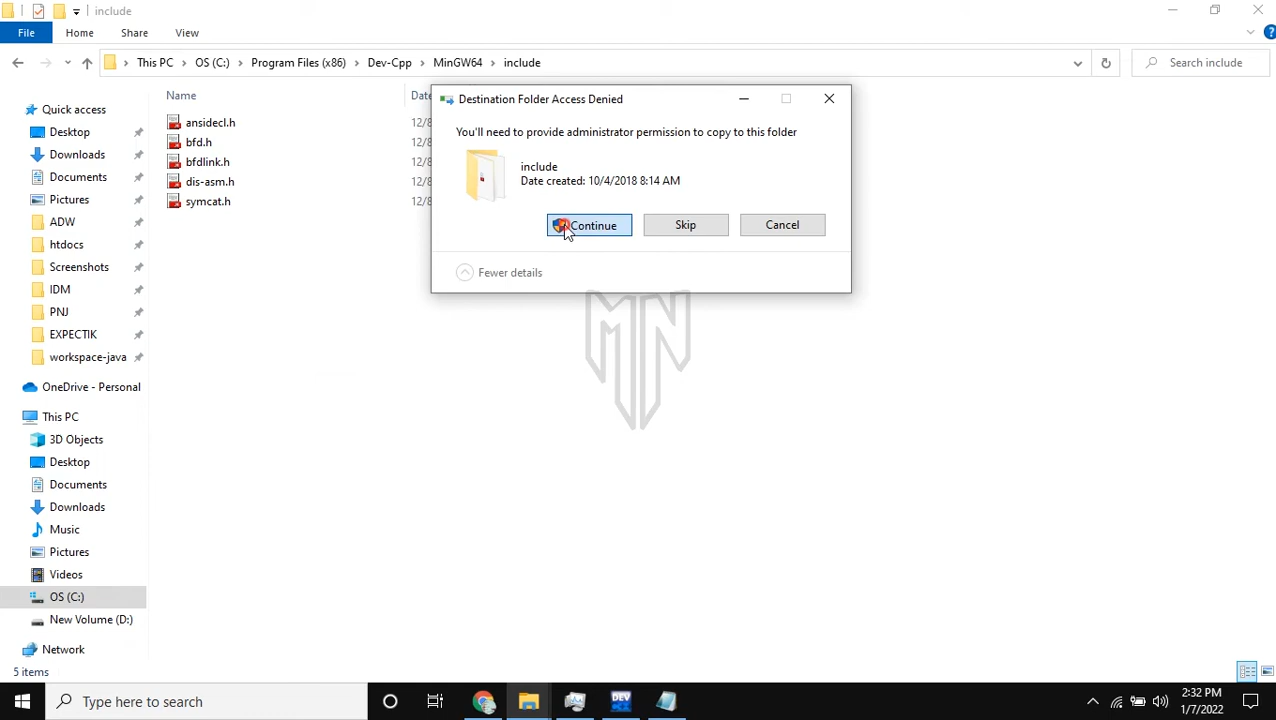 include
File Home Share View
This PC > OS (C:) > Program Files (x86) > Dev-Cpp > MinGW64 > include
Search include
Quick access
Desktop
Downloads
Documents
Pictures
ADW
htdocs
Screenshots
IDM
PNJ
EXPECTIK
workspace-java
OneDrive - Personal
This PC
3D Objects
Desktop
Documents
Downloads
Music
Pictures
Videos
OS (C:)
New Volume (D:)
Network
Name
ansidecl.h
bfd.h
bfdlink.h
dis-asm.h
symcat.h
Destination Folder Access Denied
You'll need to provide administrator permission to copy to this folder
include
Date created: 10/4/2018 8:14 AM
Continue Skip Cancel
Fewer details
MN
5 items
Type here to search
DEV
2:32 PM
1/7/2022